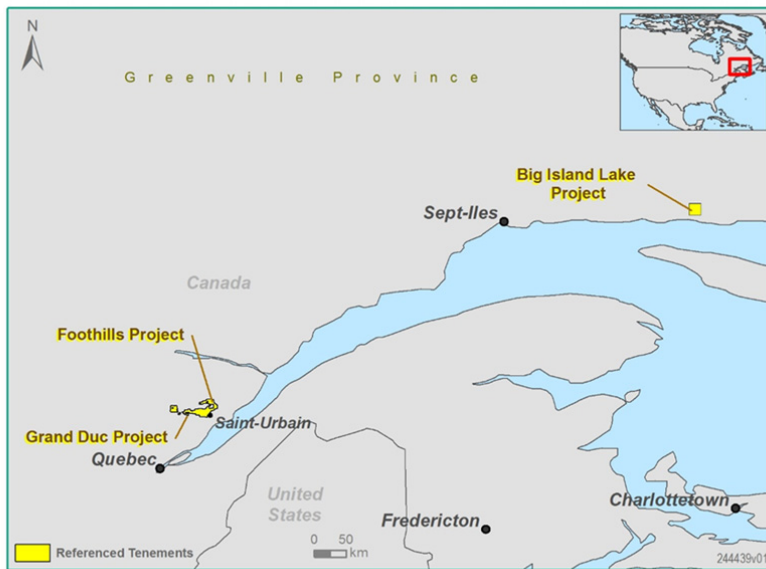 N
Greenville Province
Big Island Lake
Project
Sept-Iles
Canada
Foothills Project
Saint-Urbain
Grand Duc Project
Quebec
United
States
Charlottetown
Fredericton
0 50
km
Referenced Tenements
244439v01